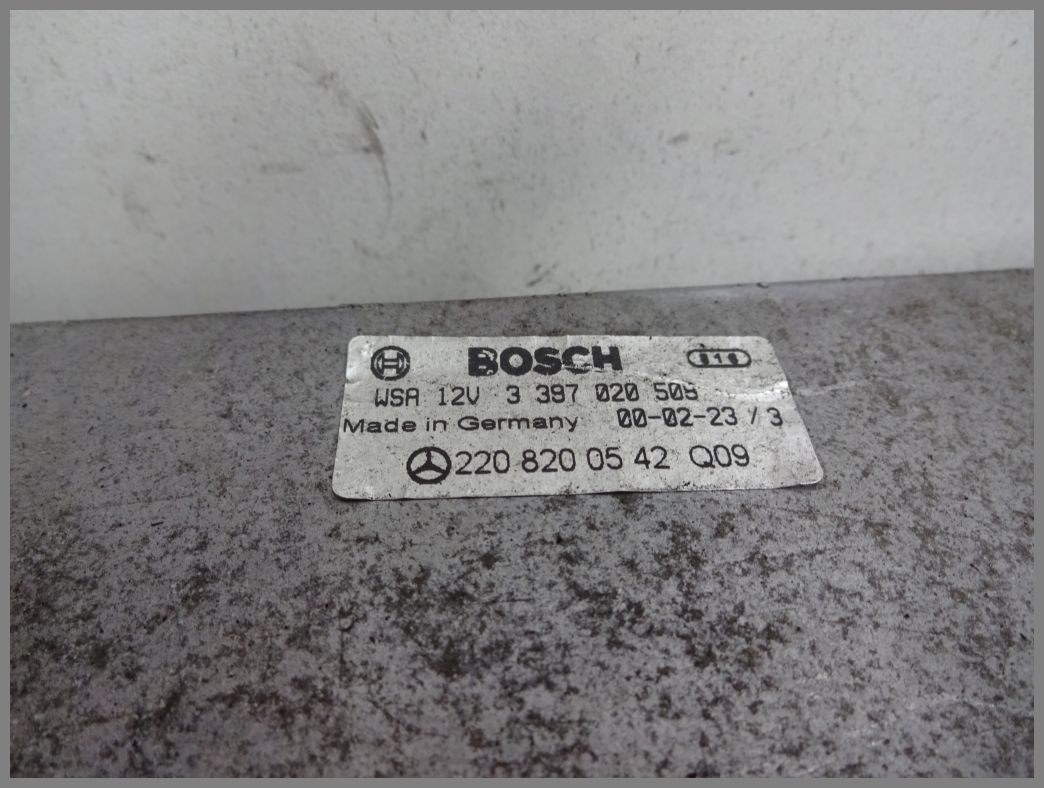 BOSCH
WSA 12V 3 397 020 509
Made in Germany 00-02-23 / 3
220 820 05 42 Q09